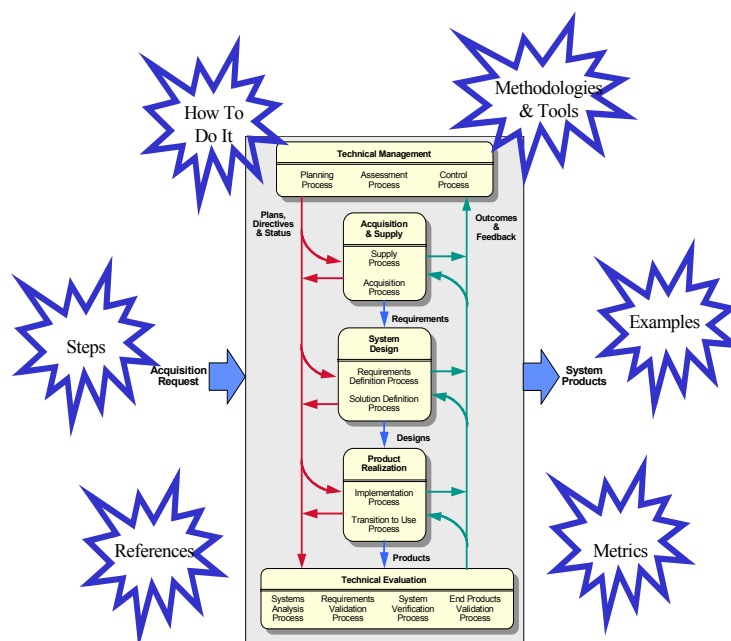 How To
Do It
Methodologies
& Tools
Technical Management
Planning
Process
Assessment
Process
Control
Process
Plans,
Directives
& Status
Outcomes
&
Feedback
Acquisition
& Supply
Supply
Process
Acquisition
Process
Requirements
Steps
Acquisition
Request
System
Design
Requirements
Definition Process
Solution Definition
Process
Examples
System
Products
Designs
Product
Realization
Implementation
Process
Transition to Use
Process
References
Metrics
Products
Technical Evaluation
Systems
Analysis
Process
Requirements
Validation
Process
System
Verification
Process
End Products
Validation
Process